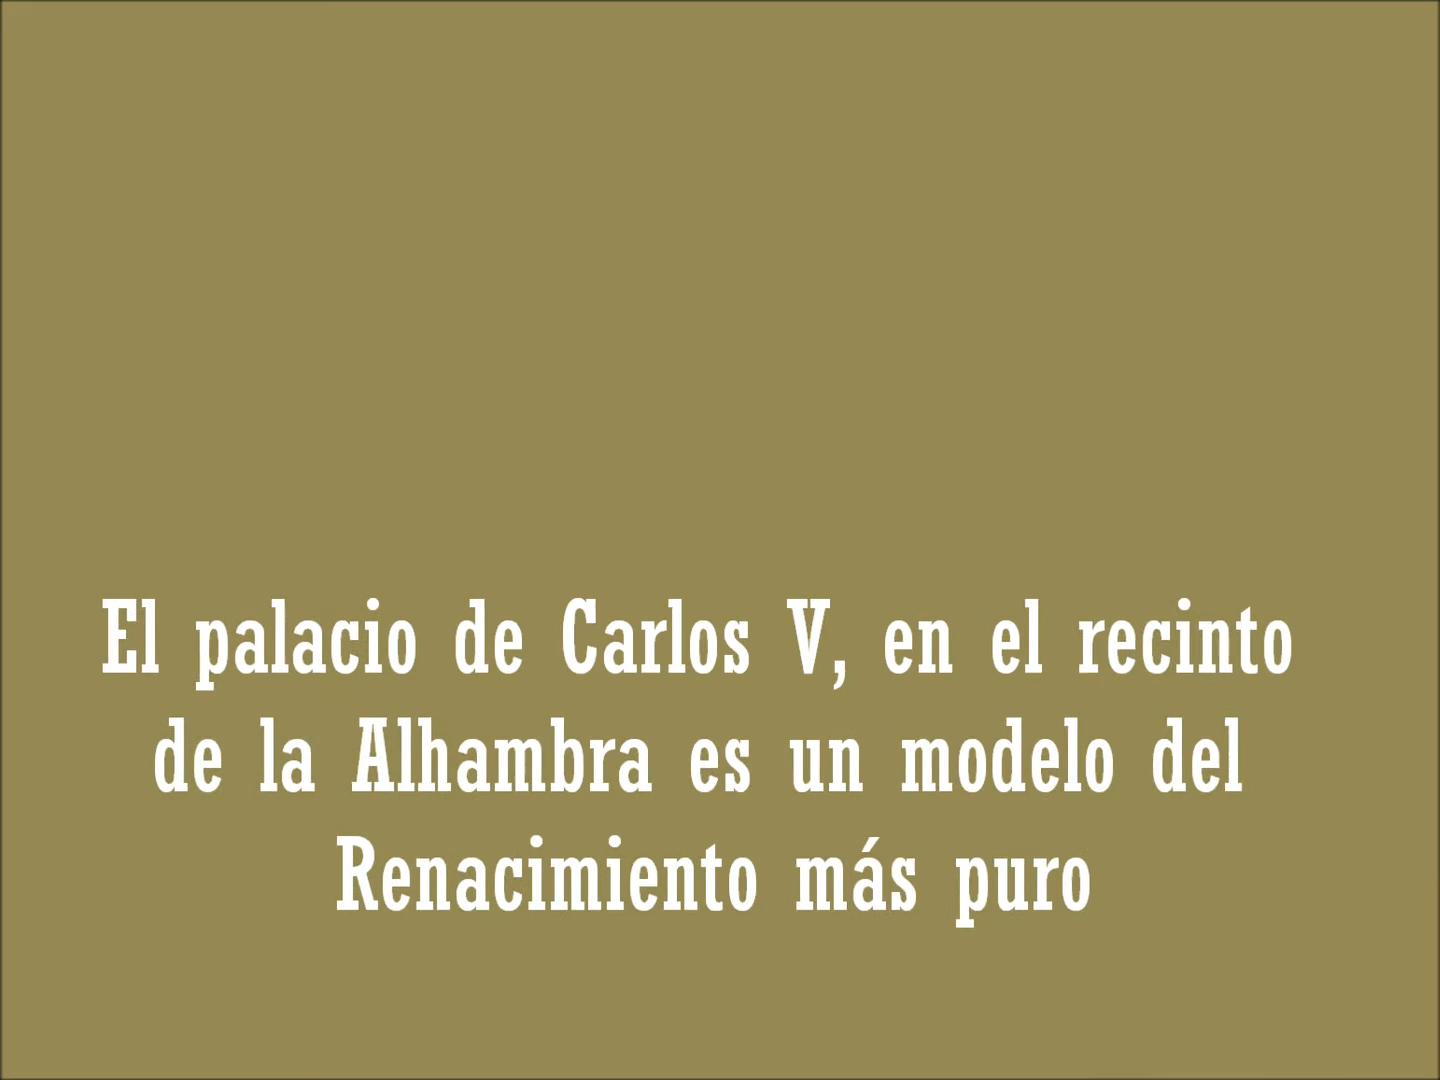 El palacio de Carlos V, en el recinto
de la Alhambra es un modelo del
Renacimiento más puro